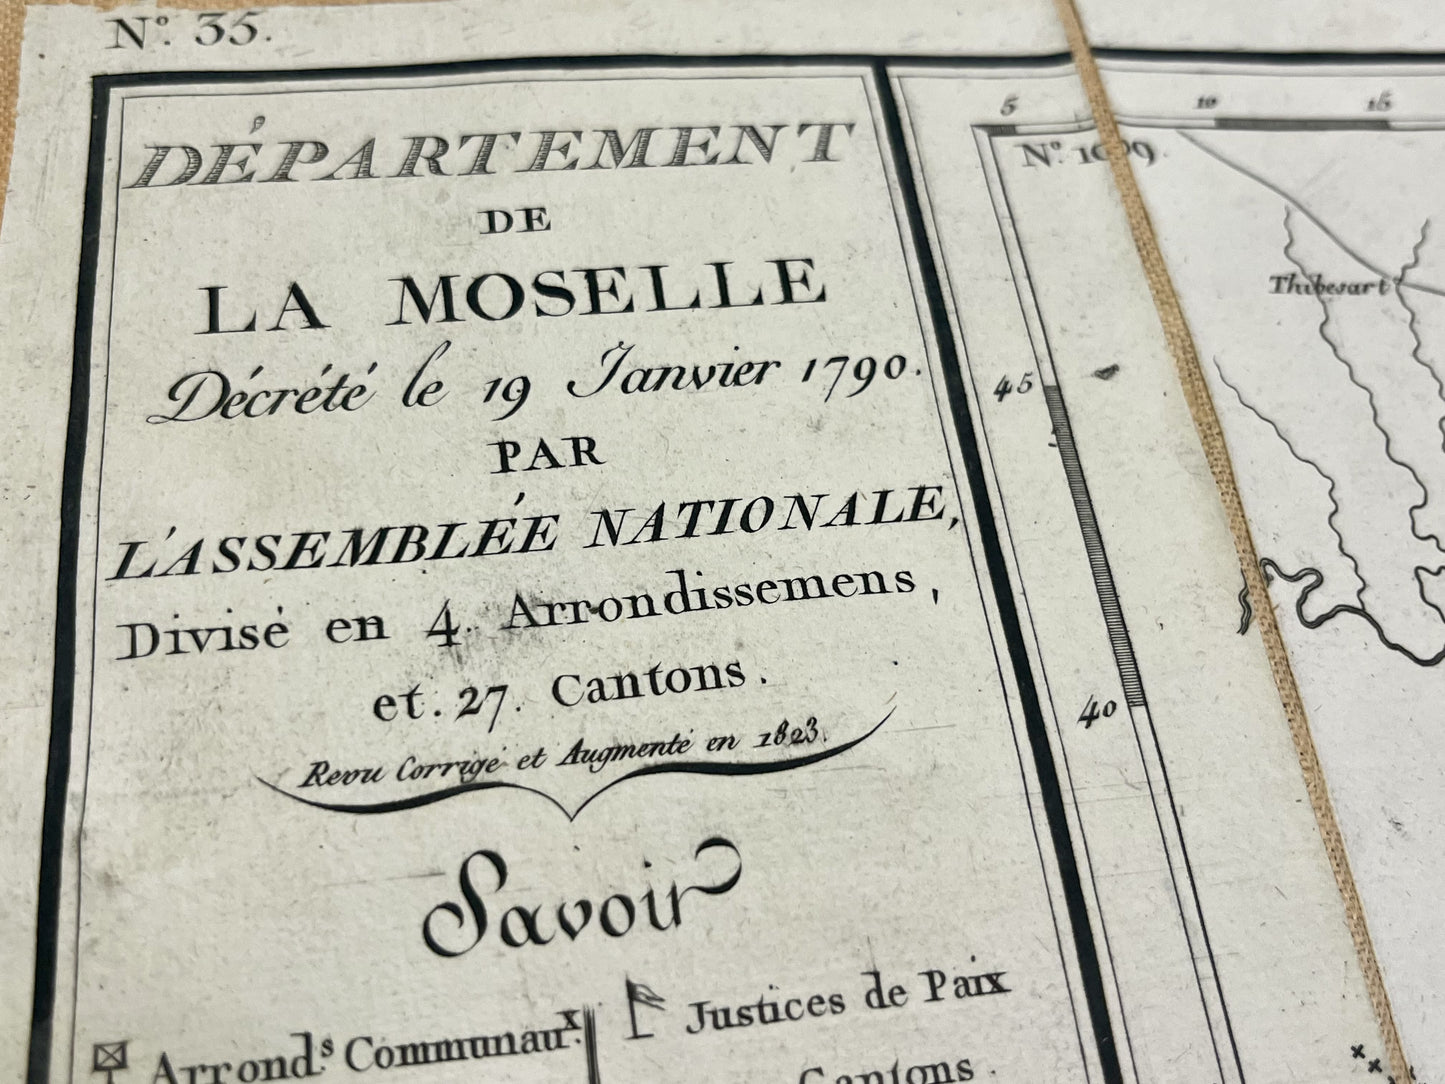 N.º 35.
DÉPARTEMENT
DE
LA MOSELLE
Décrété le 19 Janvier 1790.
PAR
L'ASSEMBLÉE NATIONALE,
Divisé en 4. Arrondissemens,
et. 27. Cantons.
Revu Corrigé et Augmenté en 1823.
Savoir
Arrond.s Communaux.
Justices de Paix
Cantons.
5
10
15
N.º
Thibesart
45
40